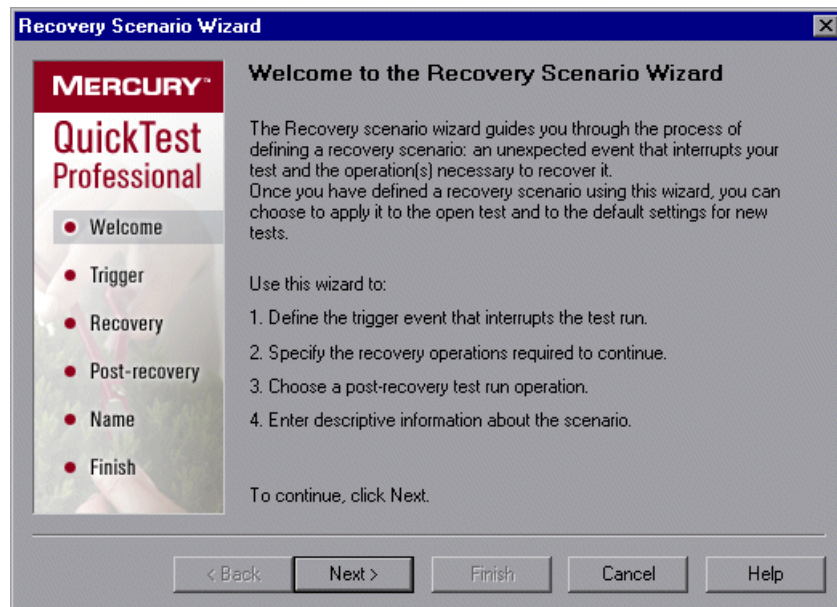 Recovery Scenario Wizard
MERCURY™
QuickTest
Professional
Welcome
Trigger
Recovery
Post-recovery
Name
Finish
Welcome to the Recovery Scenario Wizard
The Recovery scenario wizard guides you through the process of
defining a recovery scenario: an unexpected event that interrupts your
test and the operation(s) necessary to recover it.
Once you have defined a recovery scenario using this wizard, you can
choose to apply it to the open test and to the default settings for new
tests.
Use this wizard to:
1. Define the trigger event that interrupts the test run.
2. Specify the recovery operations required to continue.
3. Choose a post-recovery test run operation.
4. Enter descriptive information about the scenario.
To continue, click Next.
< Back
Next >
Finish
Cancel
Help